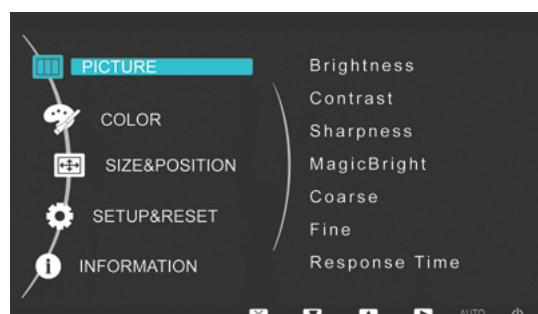 PICTURE
COLOR
SIZE&POSITION
SETUP&RESET
INFORMATION
Brightness
Contrast
Sharpness
MagicBright
Coarse
Fine
Response Time
AUTO